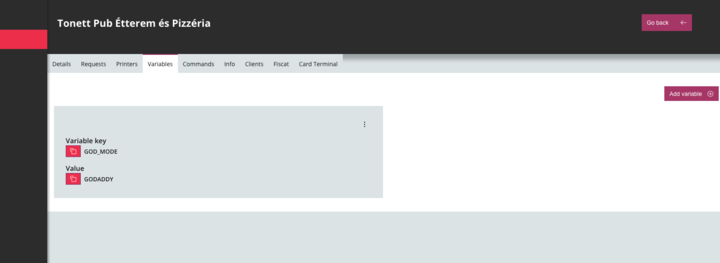 Tonett Pub Étterem és Pizzéria
Go back
Details Requests Printers Variables Commands Info Clients Fiscat Card Terminal
Add variable
Variable key
GOD_MODE
Value
GODADDY